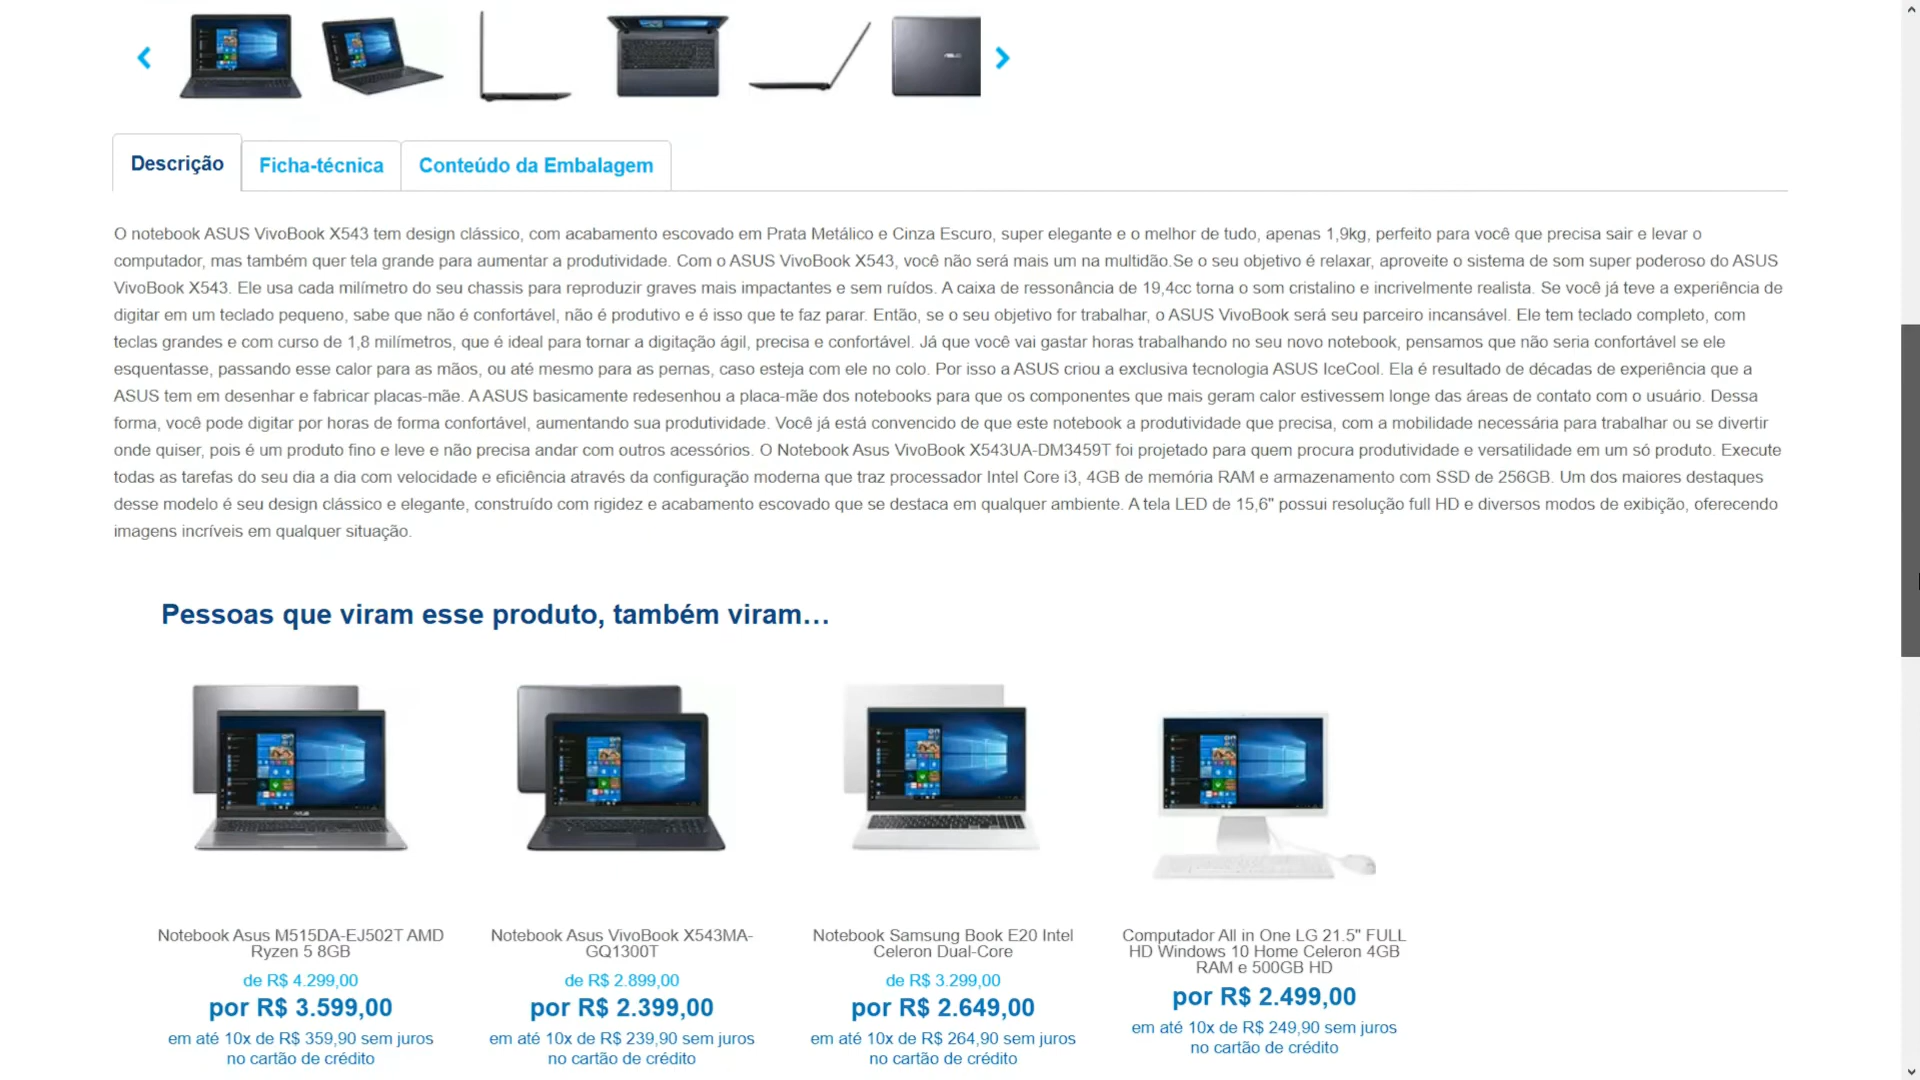 Descrição
Ficha-técnica
Conteúdo da Embalagem
O notebook ASUS VivoBook X543 tem design clássico, com acabamento escovado em Prata Metálico e Cinza Escuro, super elegante e o melhor de tudo, apenas 1,9kg, perfeito para você que precisa sair e levar o
computador, mas também quer tela grande para aumentar a produtividade. Com o ASUS VivoBook X543, você não será mais um na multidão.Se o seu objetivo é relaxar, aproveite o sistema de som super poderoso do ASUS
VivoBook X543. Ele usa cada milímetro do seu chassis para reproduzir graves mais impactantes e sem ruídos. A caixa de ressonância de 19,4cc torna o som cristalino e incrivelmente realista. Se você já teve a experiência de
digitar em um teclado pequeno, sabe que não é confortável, não é produtivo e é isso que te faz parar. Então, se o seu objetivo for trabalhar, o ASUS VivoBook será seu parceiro incansável. Ele tem teclado completo, com
teclas grandes e com curso de 1,8 milímetros, que é ideal para tornar a digitação ágil, precisa e confortável. Já que você vai gastar horas trabalhando no seu novo notebook, pensamos que não seria confortável se ele
esquentasse, passando esse calor para as mãos, ou até mesmo para as pernas, caso esteja com ele no colo. Por isso a ASUS criou a exclusiva tecnologia ASUS IceCool. Ela é resultado de décadas de experiência que a
ASUS tem em desenhar e fabricar placas-mãe. A ASUS basicamente redesenhou a placa-mãe dos notebooks para que os componentes que mais geram calor estivessem longe das áreas de contato com o usuário. Dessa
forma, você pode digitar por horas de forma confortável, aumentando sua produtividade. Você já está convencido de que este notebook a produtividade que precisa, com a mobilidade necessária para trabalhar ou se divertir
onde quiser, pois é um produto fino e leve e não precisa andar com outros acessórios. O Notebook Asus VivoBook X543UA-DM3459T foi projetado para quem procura produtividade e versatilidade em um só produto. Execute
todas as tarefas do seu dia a dia com velocidade e eficiência através da configuração moderna que traz processador Intel Core i3, 4GB de memória RAM e armazenamento com SSD de 256GB. Um dos maiores destaques
desse modelo é seu design clássico e elegante, construído com rigidez e acabamento escovado que se destaca em qualquer ambiente. A tela LED de 15,6" possui resolução full HD e diversos modos de exibição, oferecendo
imagens incríveis em qualquer situação.
Pessoas que viram esse produto, também viram…
Notebook Asus M515DA-EJ502T AMD
Ryzen 5 8GB
de R$ 4.299,00
por R$ 3.599,00
em até 10x de R$ 359,90 sem juros
no cartão de crédito
Notebook Asus VivoBook X543MA-
GQ1300T
de R$ 2.899,00
por R$ 2.399,00
em até 10x de R$ 239,90 sem juros
no cartão de crédito
Notebook Samsung Book E20 Intel
Celeron Dual-Core
de R$ 3.299,00
por R$ 2.649,00
em até 10x de R$ 264,90 sem juros
no cartão de crédito
Computador All in One LG 21.5" FULL
HD Windows 10 Home Celeron 4GB
RAM e 500GB HD
por R$ 2.499,00
em até 10x de R$ 249,90 sem juros
no cartão de crédito